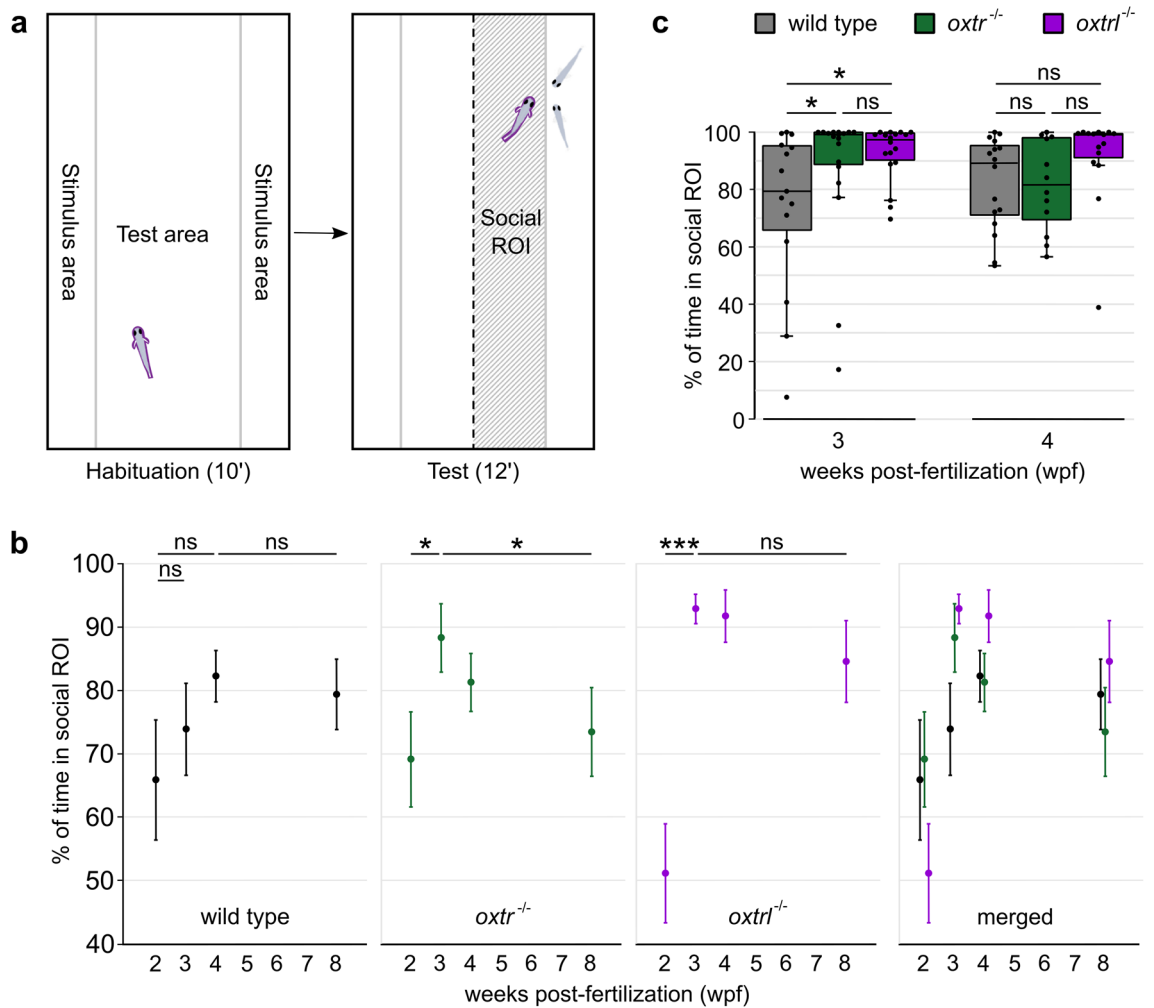 a
Stimulus area
Test area
Stimulus area
Social
ROI
Habituation (10')
Test (12')
c
wild type
oxtr -/-
oxtrl -/-
*
*
ns
ns
ns
ns
% of time in social ROI
100
80
60
40
20
0
3
4
weeks post-fertilization (wpf)
b
ns
ns
ns
*
*
***
ns
% of time in social ROI
100
90
80
70
60
50
40
wild type
oxtr -/-
oxtrl -/-
merged
2 3 4 5 6 7 8
2 3 4 5 6 7 8
2 3 4 5 6 7 8
2 3 4 5 6 7 8
weeks post-fertilization (wpf)